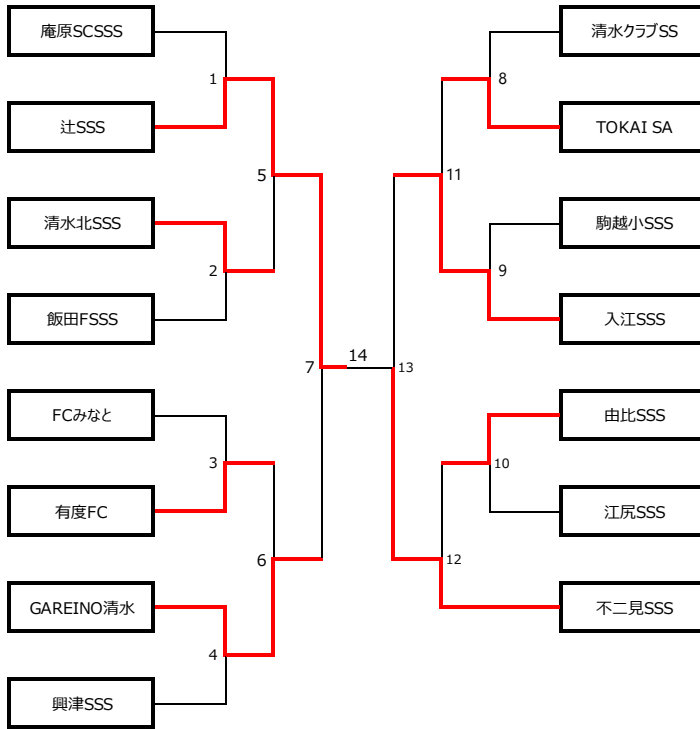 庵原SCSSS
清水クラブSS
1
8
辻SSS
TOKAI SA
5
11
清水北SSS
駒越小SSS
2
9
飯田FSSS
入江SSS
14
7
13
FCみなと
由比SSS
3
10
有度FC
江尻SSS
6
12
GAREINO清水
不二見SSS
4
興津SSS